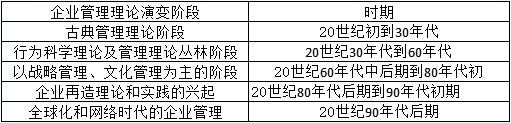 企业管理理论演变阶段 时期
古典管理理论阶段 20世纪初到30年代
行为科学理论及管理理论丛林阶段 20世纪30年代到60年代
以战略管理、文化管理为主的阶段 20世纪60年代中后期到80年代初
企业再造理论和实践的兴起 20世纪80年代后期到90年代初期
全球化和网络时代的企业管理 20世纪90年代后期